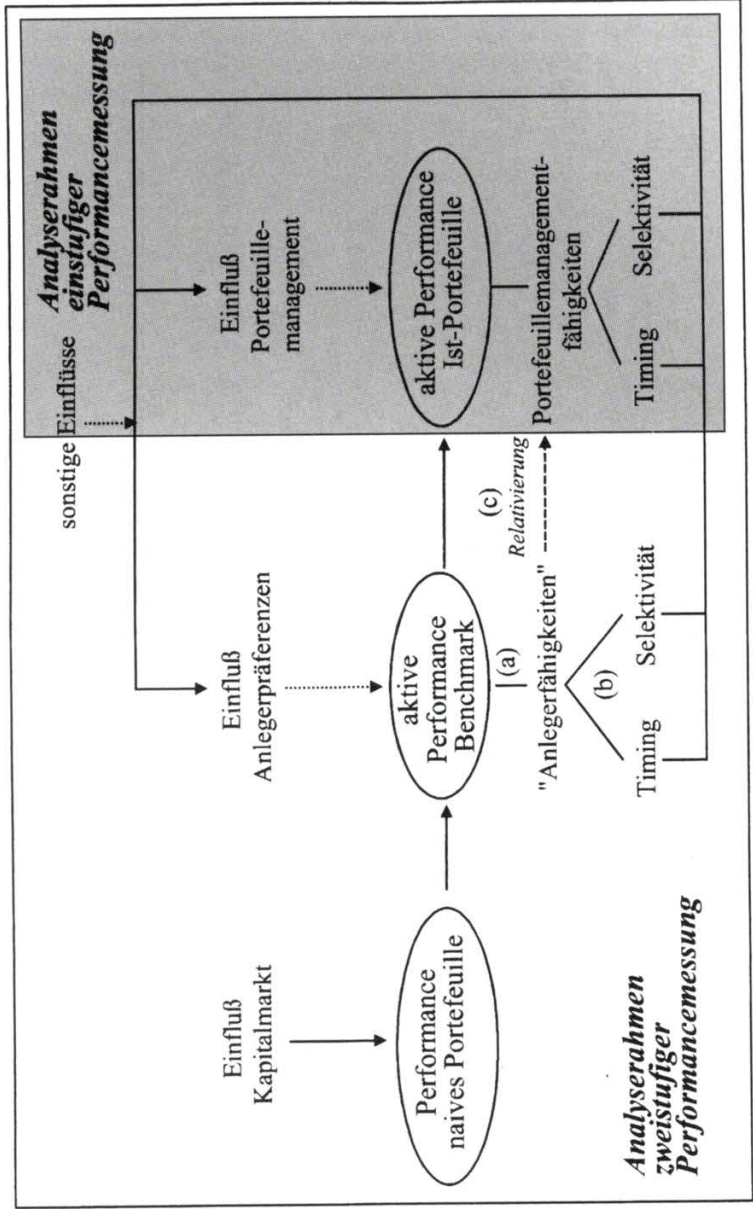 Analyserahmen
einstufiger
Performancemessung
sonstige Einflüsse
Einfluß
Kapitalmarkt
Einfluß
Anlegerpräferenzen
Einfluß
Portefeuille-
management
Performance
naives Portefeuille
aktive
Performance
Benchmark
aktive Performance
Ist-Portefeuille
(a)
(c)
Relativierung
"Anlegerfähigkeiten"
Portefeuillemanagement-
fähigkeiten
(b)
Timing
Selektivität
Timing
Selektivität
Analyserahmen
zweistufiger
Performancemessung